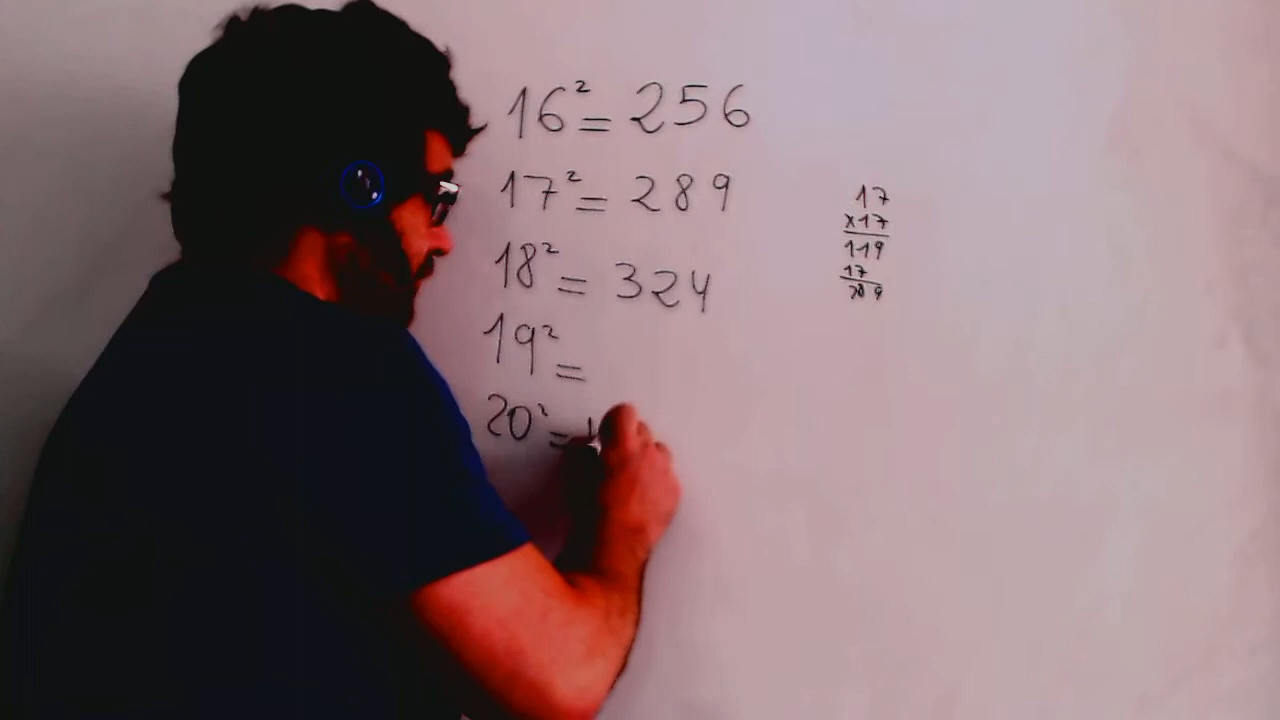 16² = 256
17² = 289
18² = 324
19² =
20² =
17
x17
119
17
289